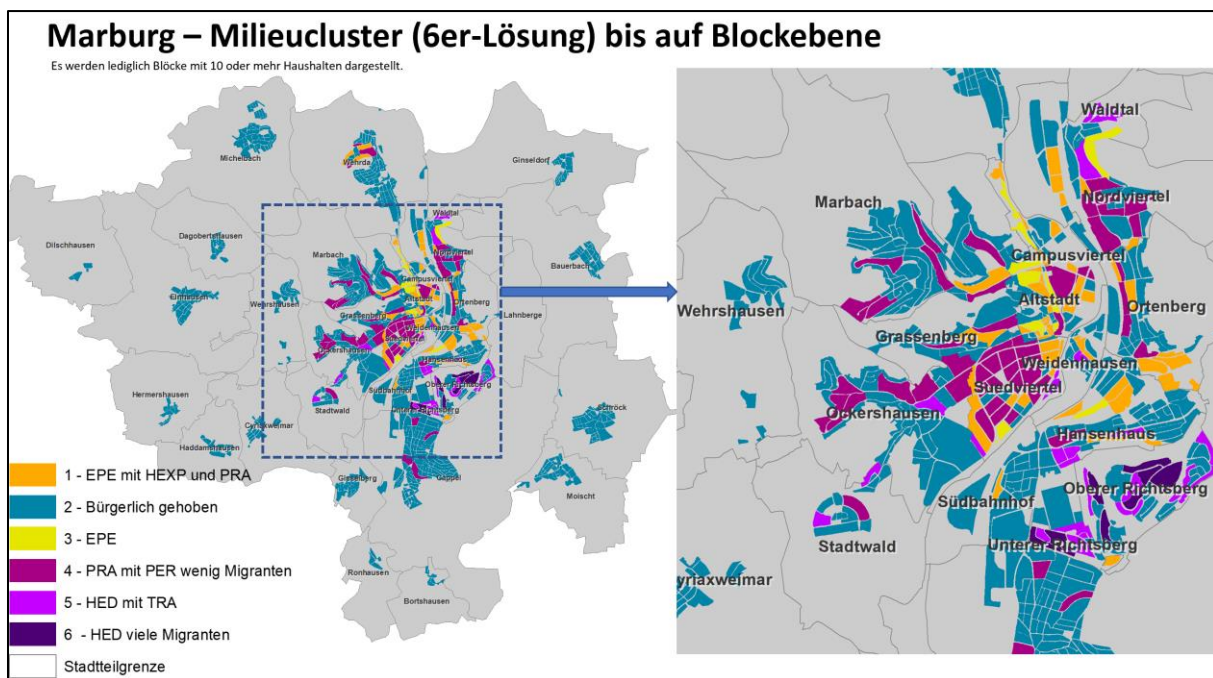 Marburg – Milieucluster (6er-Lösung) bis auf Blockebene
Es werden lediglich Blöcke mit 10 oder mehr Haushalten dargestellt.
Michelbach
Wehrda
Ginseldorf
Waldtal
Dilschhausen
Dagobertshausen
Marbach
Nordviertel
Bauerbach
Campusviertel
Elnhausen
Wehrshausen
Altstadt
Ortenberg
Lahnberge
Grassenberg
Weidenhausen
Suedviertel
Ockershausen
Hansenhaus
Oberer Richtsberg
Südbahnhof
Hermershausen
Stadtwald
Unterer Richtsberg
Schröck
Cyriaxweimar
Haddamshausen
Gisselberg
Cappel
Moischt
Ronhausen
Bortshausen
1 - EPE mit HEXP und PRA
2 - Bürgerlich gehoben
3 - EPE
4 - PRA mit PER wenig Migranten
5 - HED mit TRA
6 - HED viele Migranten
Stadtteilgrenze
Waldtal
Marbach
Nordviertel
Campusviertel
Wehrshausen
Altstadt
Ortenberg
Grassenberg
Weidenhausen
Suedviertel
Ockershausen
Hansenhaus
Oberer Richtsberg
Südbahnhof
Stadtwald
Unterer Richtsberg
yriaxweimar